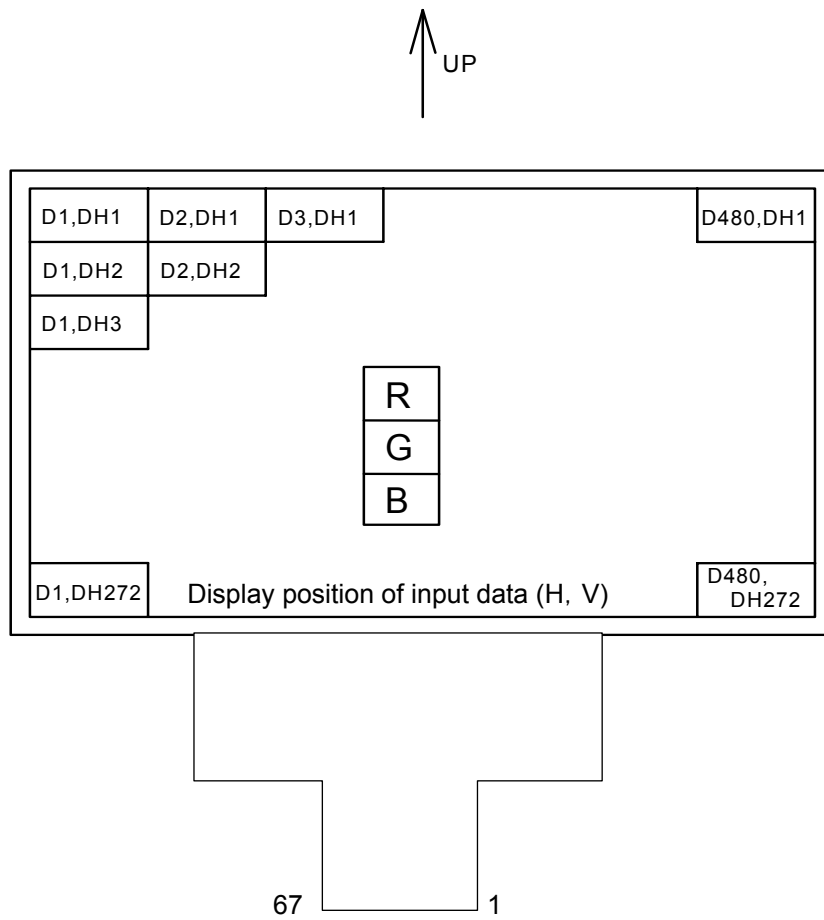 UP
D1,DH1 D2,DH1 D3,DH1 D480,DH1
D1,DH2 D2,DH2
D1,DH3
R
G
B
D1,DH272 Display position of input data (H, V) D480,
DH272
67 1